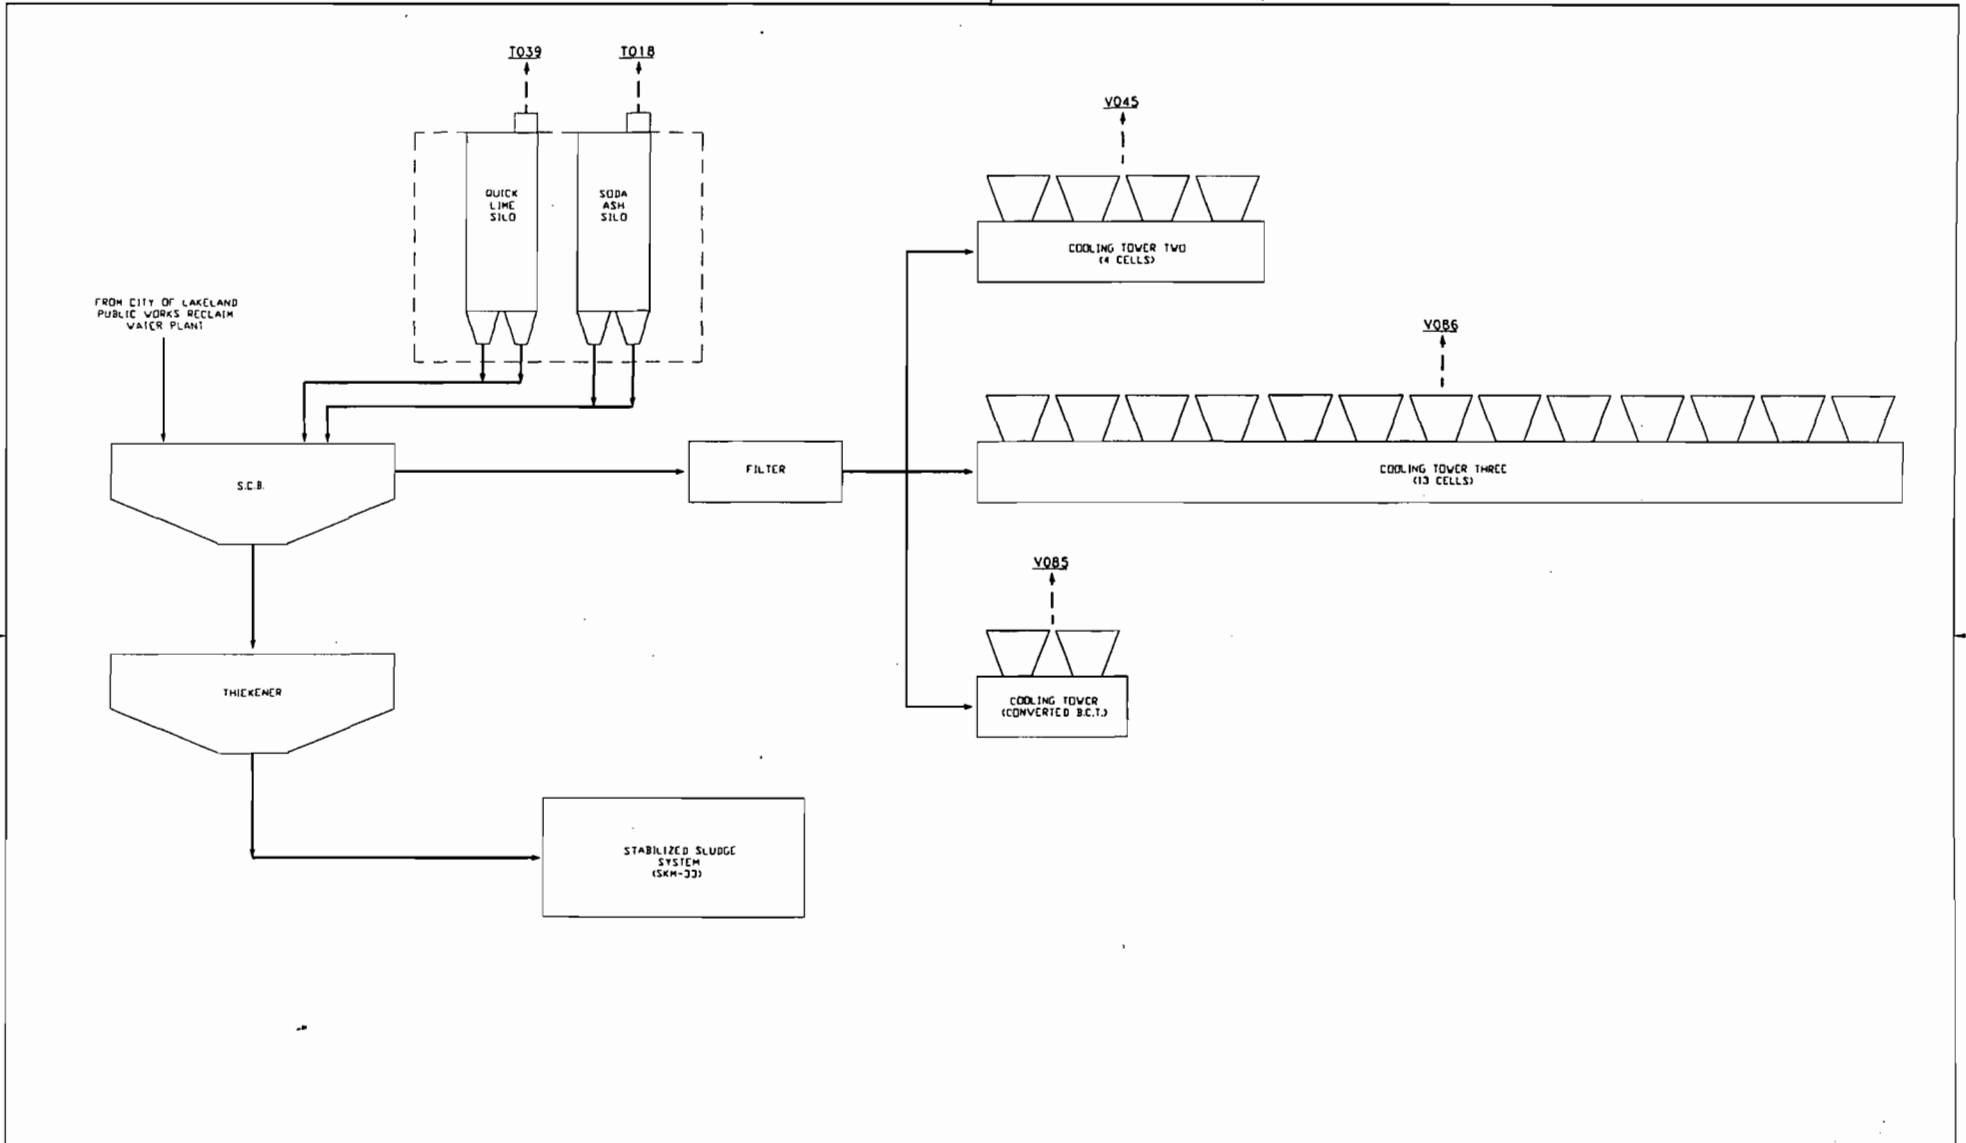 T039
T018
QUICK
LIME
SILO
SODA
ASH
SILO
V045
COOLING TOWER TWO
(4 CELLS)
FROM CITY OF LAKELAND
PUBLIC WORKS RECLAIM
WATER PLANT
V086
COOLING TOWER THREE
(13 CELLS)
S.C.B.
FILTER
V085
COOLING TOWER
(CONVERTED B.C.T.)
THICKENER
STABILIZED SLUDGE
SYSTEM
(SKM-33)